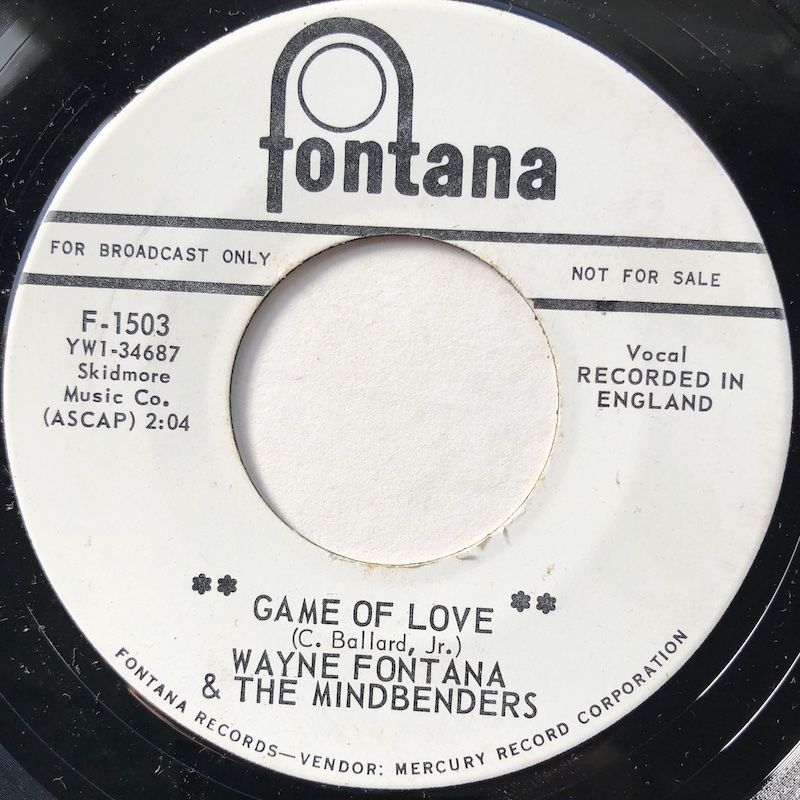 fontana
FOR BROADCAST ONLY
NOT FOR SALE
F-1503
YW1-34687
Skidmore
Music Co.
(ASCAP) 2:04
Vocal
RECORDED IN
ENGLAND
** GAME OF LOVE **
(C. Ballard, Jr.)
WAYNE FONTANA
& THE MINDBENDERS
FONTANA RECORDS—VENDOR: MERCURY RECORD CORPORATION